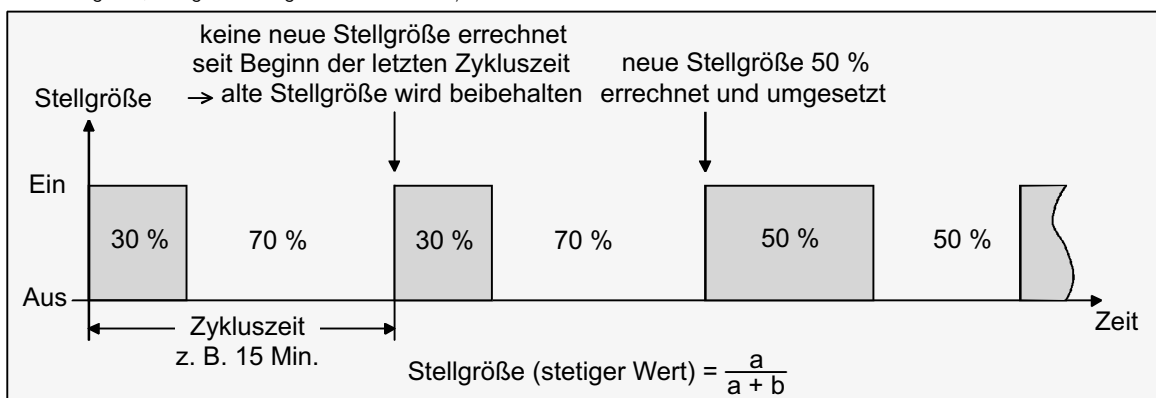 keine neue Stellgröße errechnet
seit Beginn der letzten Zykluszeit
→ alte Stellgröße wird beibehalten
neue Stellgröße 50 %
errechnet und umgesetzt
Stellgröße
Ein
30 %
70 %
30 %
70 %
50 %
50 %
Aus
Zeit
Zykluszeit
z. B. 15 Min.
Stellgröße (stetiger Wert) = a
a + b